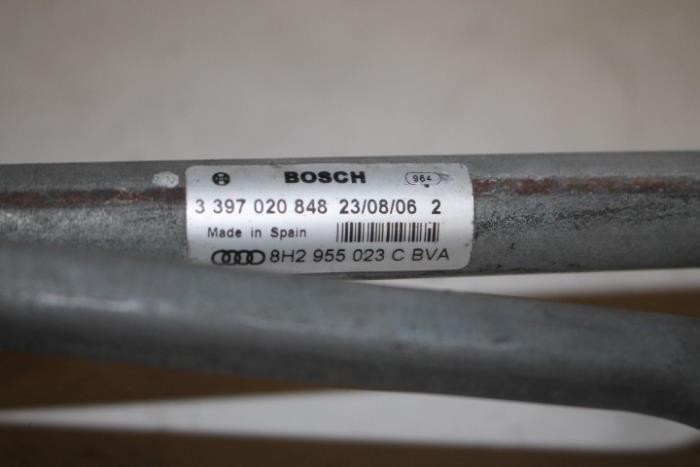 BOSCH 964
3 397 020 848 23/08/06 2
Made in Spain
8H2 955 023 C BVA